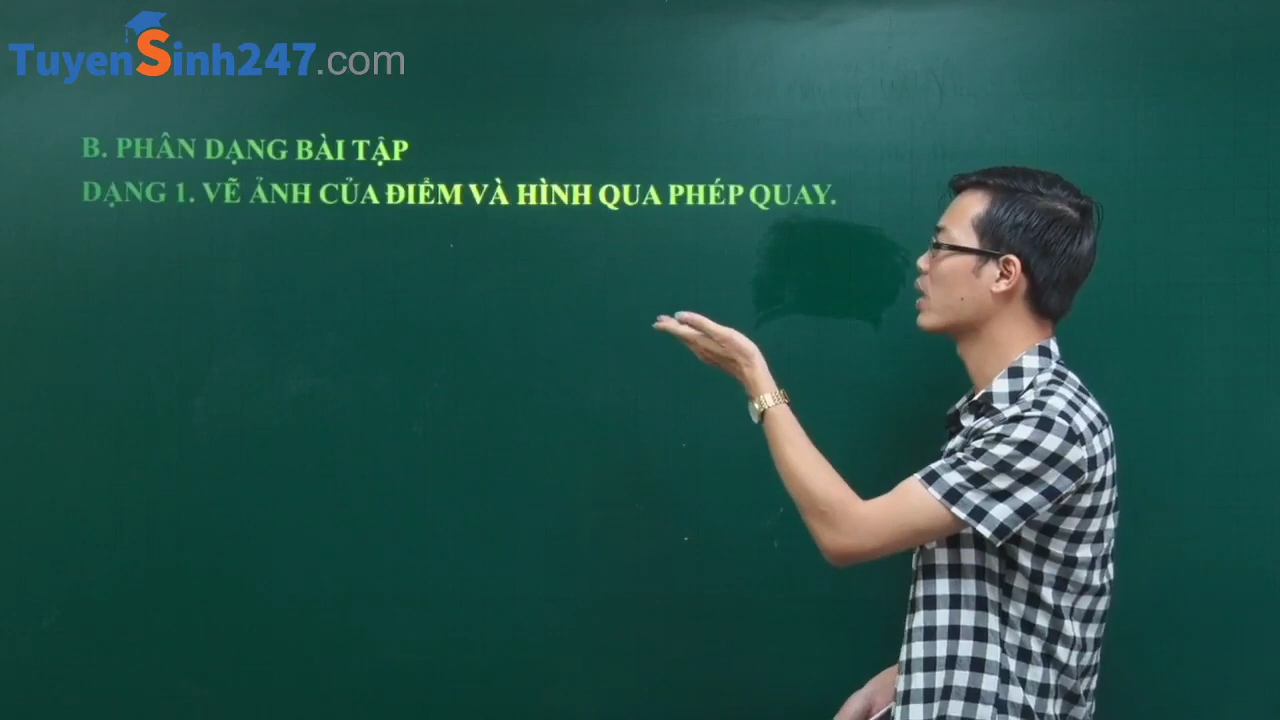 TuyenSinh247.com
B. PHÂN DẠNG BÀI TẬP
DẠNG 1. VẼ ẢNH CỦA ĐIỂM VÀ HÌNH QUA PHÉP QUAY.